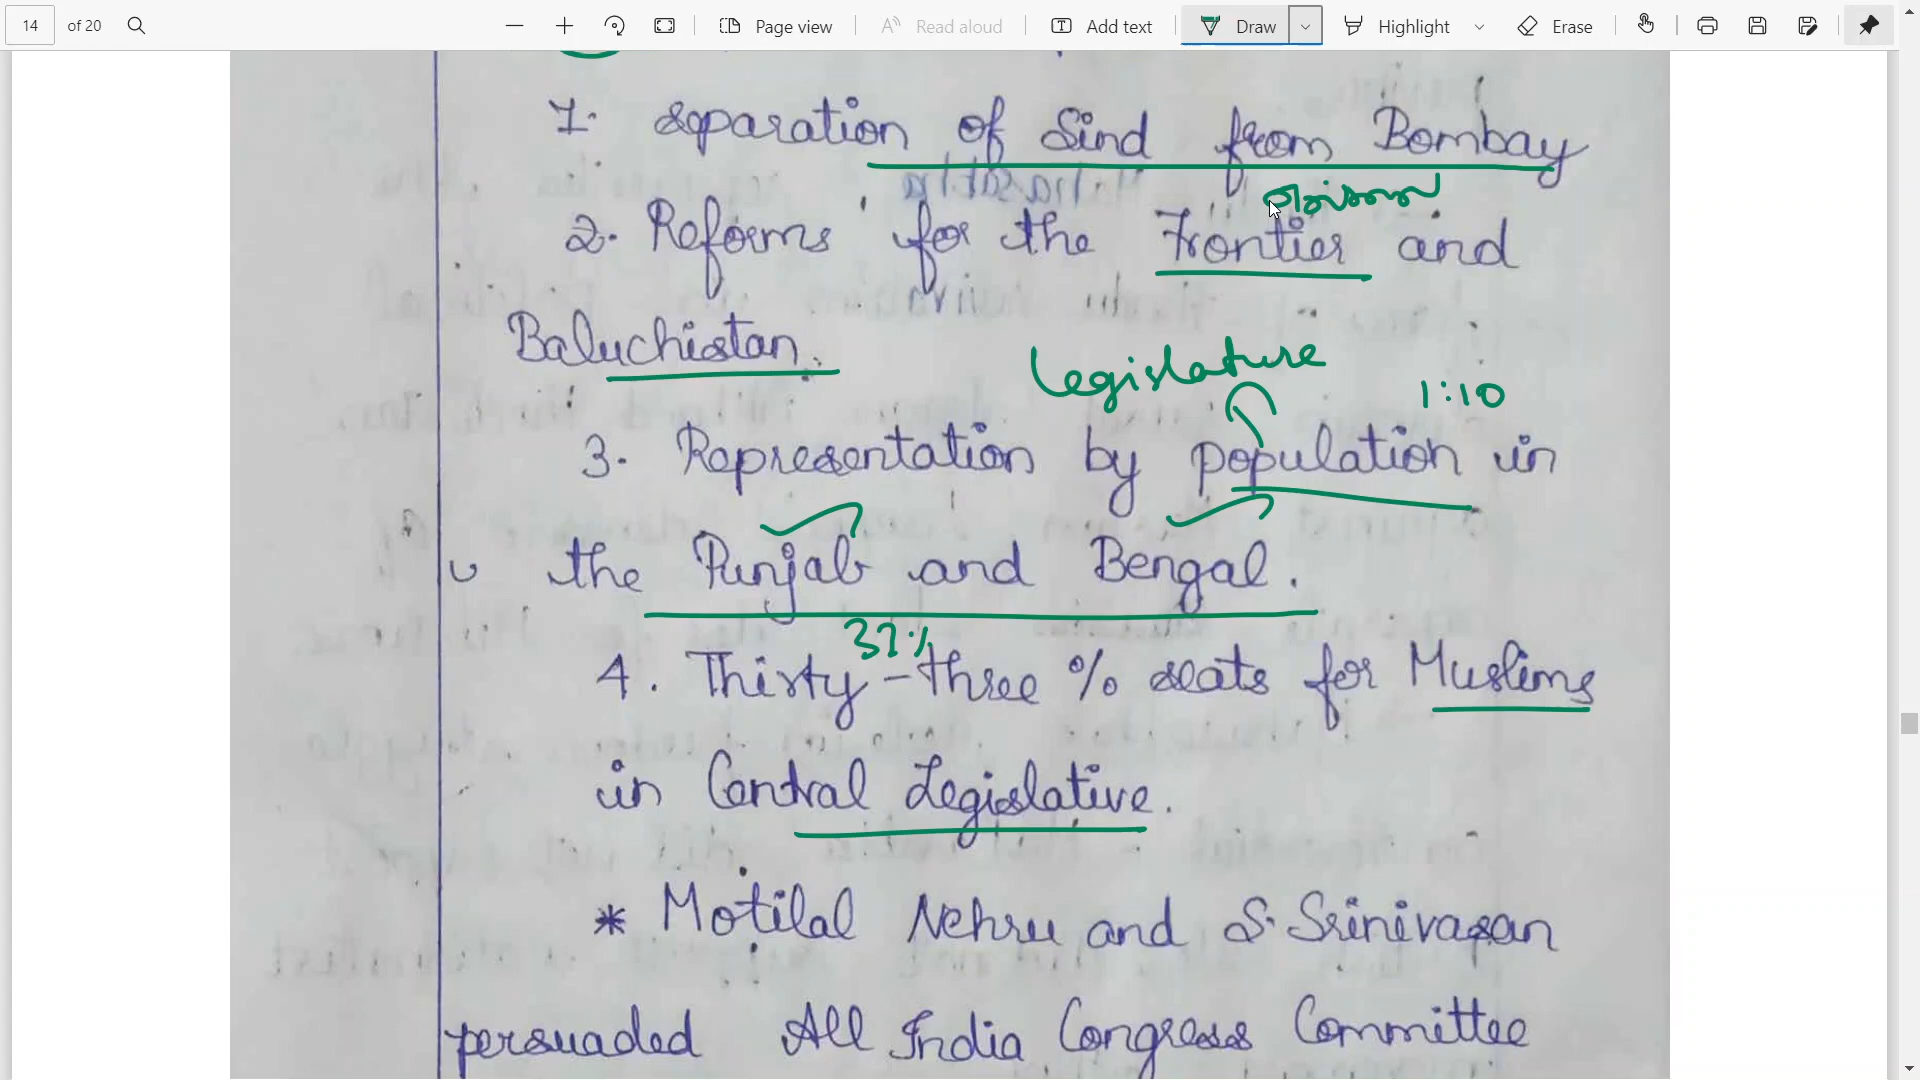 14 of 20 Page view Read aloud Add text Draw Highlight Erase
1. Separation of Sind from Bombay
2. Reforms for the Frontier and
Baluchistan.
legislature
1:10
3. Representation by population in
the Punjab and Bengal.
33%
4. Thirty-three % seats for Muslims
in Central Legislative.
* Motilal Nehru and S. Srinivasan
persuaded All India Congress Committee